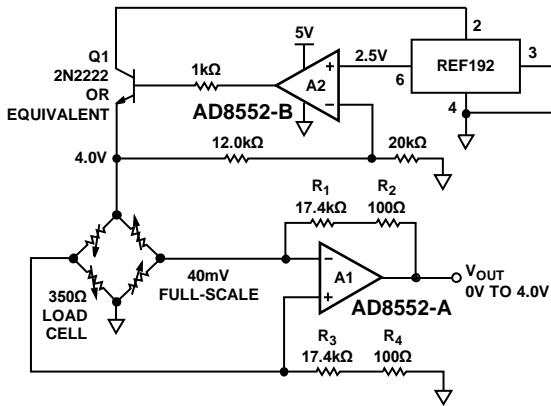 2
Q1
2N2222
OR
EQUIVALENT
1kΩ
5V
+
A2
−
AD8552-B
2.5V
6
REF192
3
4
4.0V
12.0kΩ
20kΩ
R1
17.4kΩ
R2
100Ω
350Ω
LOAD
CELL
40mV
FULL-SCALE
−
A1
+
AD8552-A
VOUT
0V TO 4.0V
R3
17.4kΩ
R4
100Ω